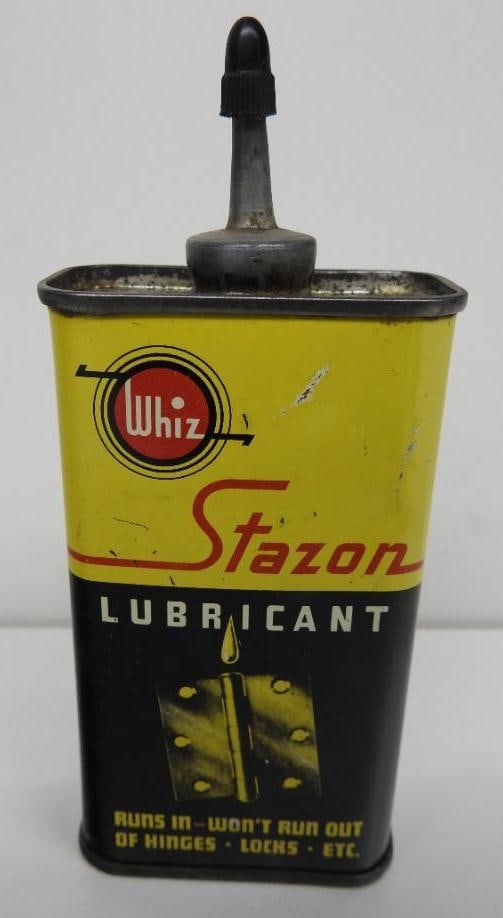 Whiz
Stazon
LUBRICANT
RUNS IN—WON'T RUN OUT
OF HINGES · LOCKS · ETC.